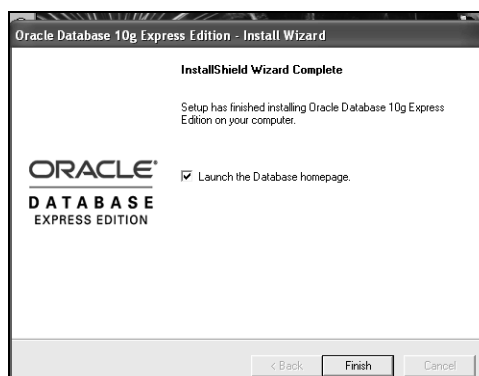 Oracle Database 10g Express Edition - Install Wizard
InstallShield Wizard Complete
Setup has finished installing Oracle Database 10g Express
Edition on your computer.
ORACLE®
DATABASE
EXPRESS EDITION
Launch the Database homepage.
< Back
Finish
Cancel